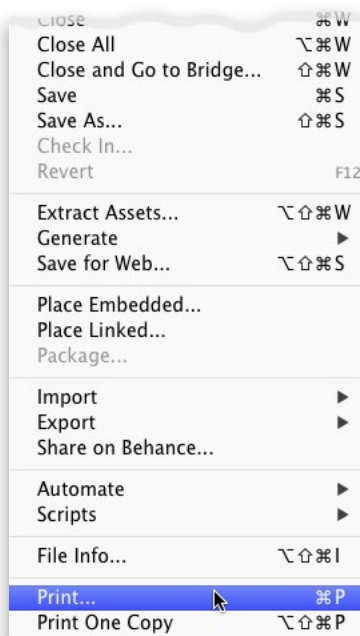 Close ⌘W
Close All ⌥⌘W
Close and Go to Bridge... ⇧⌘W
Save ⌘S
Save As... ⇧⌘S
Check In...
Revert F12
Extract Assets... ⌥⇧⌘W
Generate ▶
Save for Web... ⌥⇧⌘S
Place Embedded...
Place Linked...
Package...
Import ▶
Export ▶
Share on Behance...
Automate ▶
Scripts ▶
File Info... ⌥⇧⌘I
Print... ⌘P
Print One Copy ⌥⇧⌘P